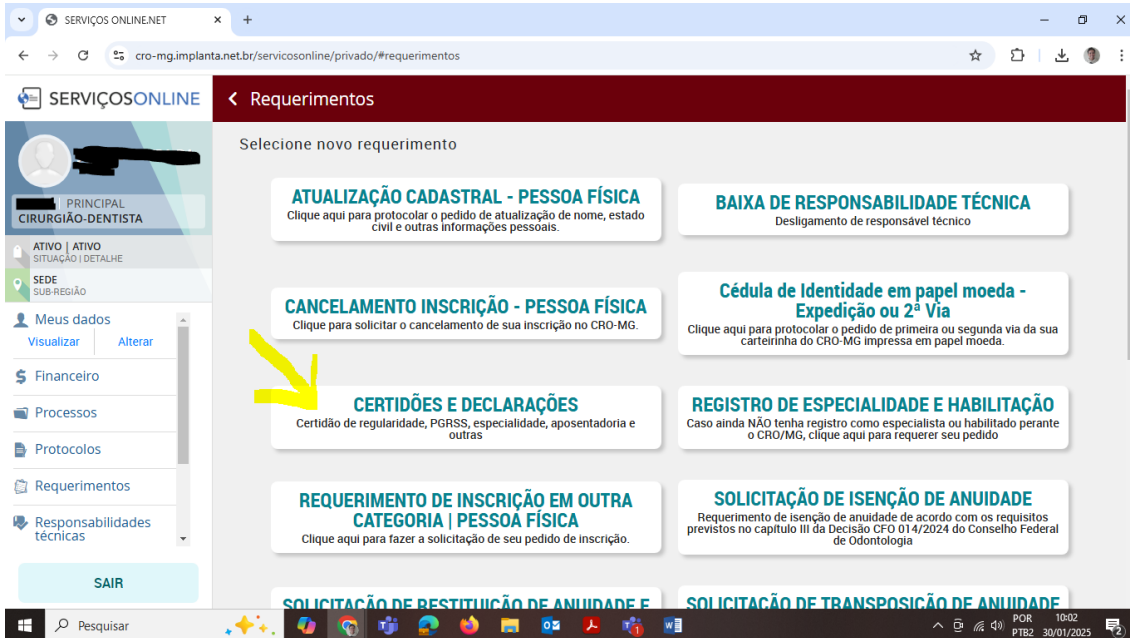 SERVIÇOS ONLINE.NET
cro-mg.implanta.net.br/servicosonline/privado/#requerimentos
SERVIÇOSONLINE
Requerimentos
PRINCIPAL
CIRURGIÃO-DENTISTA
ATIVO | ATIVO
SITUAÇÃO | DETALHE
SEDE
SUB-REGIÃO
Meus dados
Visualizar Alterar
Financeiro
Processos
Protocolos
Requerimentos
Responsabilidades
técnicas
SAIR
Selecione novo requerimento
ATUALIZAÇÃO CADASTRAL - PESSOA FÍSICA
Clique aqui para protocolar o pedido de atualização de nome, estado
civil e outras informações pessoais.
BAIXA DE RESPONSABILIDADE TÉCNICA
Desligamento de responsável técnico
CANCELAMENTO INSCRIÇÃO - PESSOA FÍSICA
Clique para solicitar o cancelamento de sua inscrição no CRO-MG.
Cédula de Identidade em papel moeda -
Expedição ou 2ª Via
Clique aqui para protocolar o pedido de primeira ou segunda via da sua
carteirinha do CRO-MG impressa em papel moeda.
CERTIDÕES E DECLARAÇÕES
Certidão de regularidade, PGRSS, especialidade, aposentadoria e
outras
REGISTRO DE ESPECIALIDADE E HABILITAÇÃO
Caso ainda NÃO tenha registro como especialista ou habilitado perante
o CRO/MG, clique aqui para requerer seu pedido
REQUERIMENTO DE INSCRIÇÃO EM OUTRA
CATEGORIA | PESSOA FÍSICA
Clique aqui para fazer a solicitação de seu pedido de inscrição.
SOLICITAÇÃO DE ISENÇÃO DE ANUIDADE
Requerimento de isenção de anuidade de acordo com os requisitos
previstos no capítulo III da Decisão CFO 014/2024 do Conselho Federal
de Odontologia
SOLICITAÇÃO DE RESTITUIÇÃO DE ANUIDADE E
SOLICITAÇÃO DE TRANSPOSIÇÃO DE ANUIDADE
Pesquisar
POR
PTB2
10:02
30/01/2025